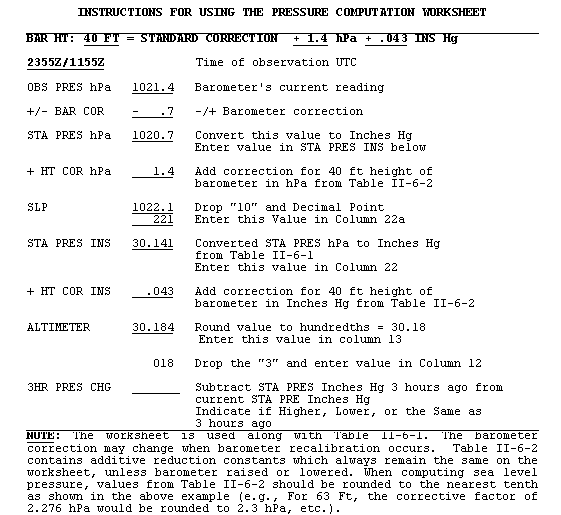 INSTRUCTIONS FOR USING THE PRESSURE COMPUTATION WORKSHEET
BAR HT: 40 FT = STANDARD CORRECTION + 1.4 hPa + .043 INS Hg
2355Z/1155Z Time of observation UTC
OBS PRES hPa 1021.4 Barometer's current reading
+/- BAR COR - .7 -/+ Barometer correction
STA PRES hPa 1020.7 Convert this value to Inches Hg
Enter value in STA PRES INS below
+ HT COR hPa 1.4 Add correction for 40 ft height of
barometer in hPa from Table II-6-2
SLP 1022.1 Drop "10" and Decimal Point
221 Enter this Value in Column 22a
STA PRES INS 30.141 Converted STA PRES hPa to Inches Hg
from Table II-6-1
Enter this value in Column 22
+ HT COR INS .043 Add correction for 40 ft height of
barometer in Inches Hg from Table II-6-2
ALTIMETER 30.184 Round value to hundredths = 30.18
Enter this value in column 13
018 Drop the "3" and enter value in Column 12
3HR PRES CHG Subtract STA PRES Inches Hg 3 hours ago from
current STA PRE Inches Hg
Indicate if Higher, Lower, or the Same as
3 hours ago
NOTE: The worksheet is used along with Table II-6-1. The barometer
correction may change when barometer recalibration occurs. Table II-6-2
contains additive reduction constants which always remain the same on the
worksheet, unless barometer raised or lowered. When computing sea level
pressure, values from Table II-6-2 should be rounded to the nearest tenth
as shown in the above example (e.g., For 63 Ft, the corrective factor of
2.276 hPa would be rounded to 2.3 hPa, etc.).